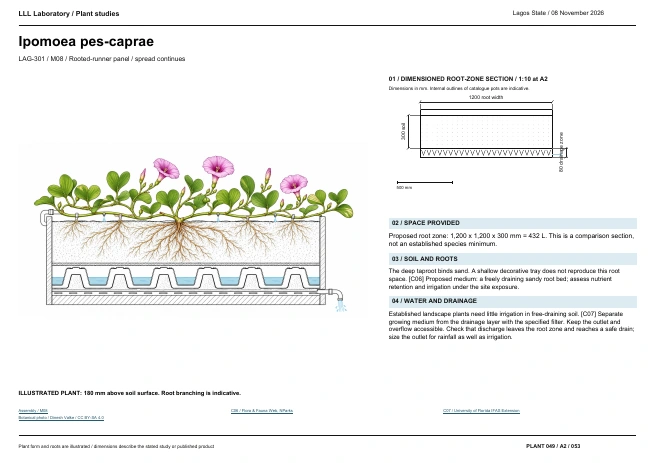 LLL Laboratory / Plant studies
Lagos State / 08 November 2026
Ipomoea pes-caprae
LAG-301 / M08 / Rooted-runner panel / spread continues
01 / DIMENSIONED ROOT-ZONE SECTION / 1:10 at A2
Dimensions in mm. Internal outlines of catalogue pots are indicative.
1200 root width
300 soil
60 drainage zone
500 mm
02 / SPACE PROVIDED
Proposed root zone: 1,200 x 1,200 x 300 mm = 432 L. This is a comparison section,
not an established species minimum.
03 / SOIL AND ROOTS
The deep taproot binds sand. A shallow decorative tray does not reproduce this root
space. [C06] Proposed medium: a freely draining sandy root bed; assess nutrient
retention and irrigation under the site exposure.
04 / WATER AND DRAINAGE
Established landscape plants need little irrigation in free-draining soil. [C07] Separate
growing medium from the drainage layer with the specified filter. Keep the outlet and
overflow accessible. Check that discharge leaves the root zone and reaches a safe drain;
size the outlet for rainfall as well as irrigation.
ILLUSTRATED PLANT: 180 mm above soil surface. Root branching is indicative.
Assembly / M08
C06 / Flora & Fauna Web, NParks
C07 / University of Florida IFAS Extension
Botanical photo / Dinesh Valke / CC BY-SA 4.0
Plant form and roots are illustrated / dimensions describe the stated study or published product
PLANT 049 / A2 / 053